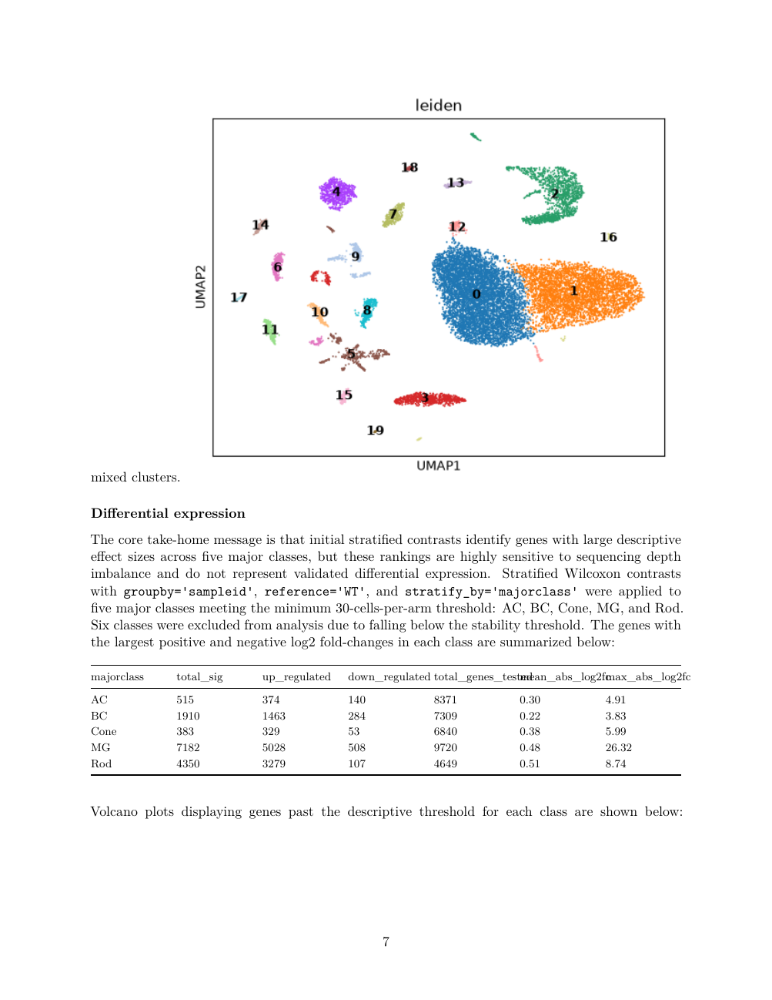 leiden
18
13
4
2
7
14
12
16
9
6
0
1
17
10
8
11
5
15
3
19
UMAP2
UMAP1
mixed clusters.
Differential expression
The core take-home message is that initial stratified contrasts identify genes with large descriptive
effect sizes across five major classes, but these rankings are highly sensitive to sequencing depth
imbalance and do not represent validated differential expression. Stratified Wilcoxon contrasts
with groupby='sampleid', reference='WT', and stratify_by='majorclass' were applied to
five major classes meeting the minimum 30-cells-per-arm threshold: AC, BC, Cone, MG, and Rod.
Six classes were excluded from analysis due to falling below the stability threshold. The genes with
the largest positive and negative log2 fold-changes in each class are summarized below:
majorclass total_sig up_regulated down_regulated total_genes_tested mean_abs_log2fc max_abs_log2fc
AC 515 374 140 8371 0.30 4.91
BC 1910 1463 284 7309 0.22 3.83
Cone 383 329 53 6840 0.38 5.99
MG 7182 5028 508 9720 0.48 26.32
Rod 4350 3279 107 4649 0.51 8.74
Volcano plots displaying genes past the descriptive threshold for each class are shown below:
7